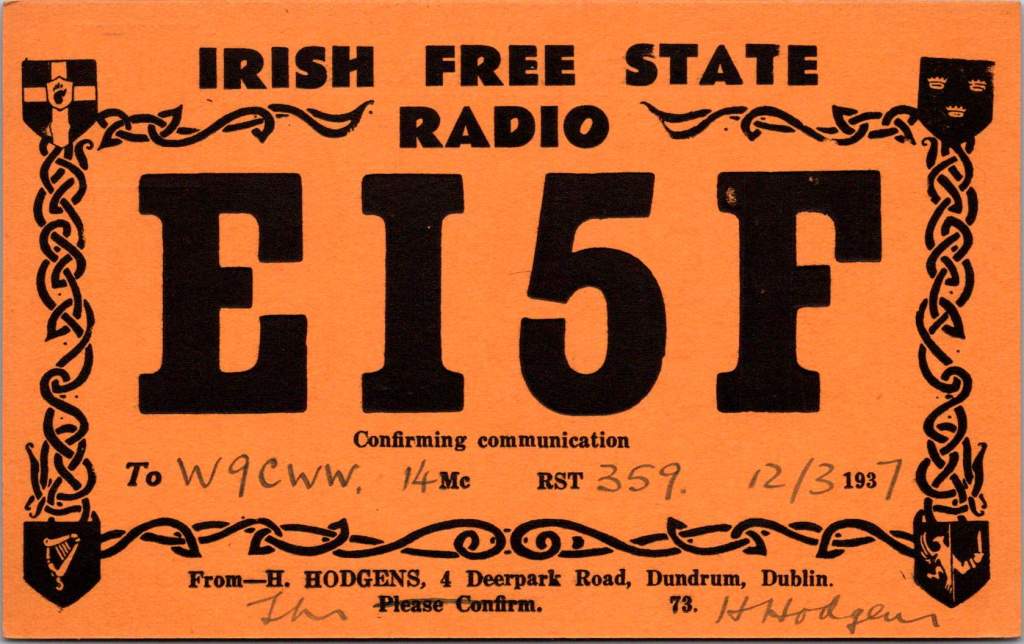 IRISH FREE STATE
RADIO
EI5F
Confirming communication
To W9CWW. 14 Mc RST 359. 12/3 1937
From—H. HODGENS, 4 Deerpark Road, Dundrum, Dublin.
Please Confirm. 73. H Hodgens